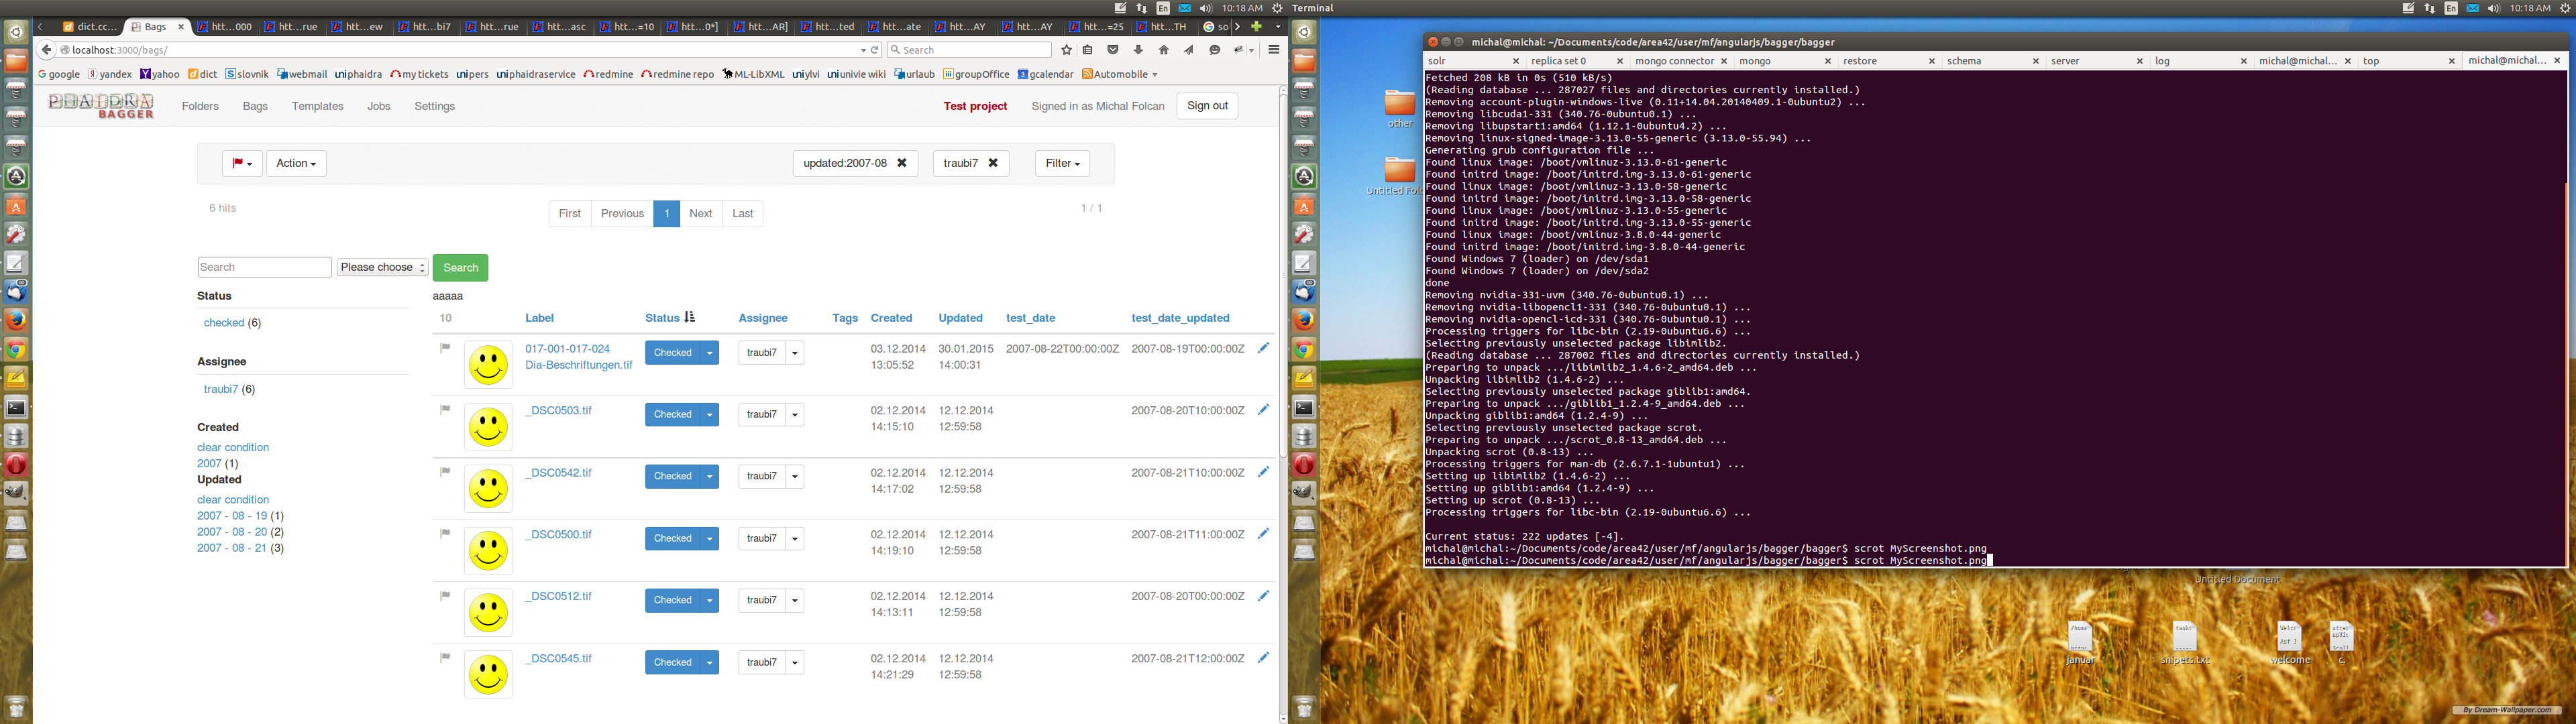 10:18 AM
En
dict.cc...
Bags
htt...000
htt...rue
htt...ew
htt...bi7
htt...rue
htt...asc
htt...=10
htt...0*]
htt...AR]
htt...ted
htt...ate
htt...AY
htt...AY
htt...=25
htt...TH
so
localhost:3000/bags/
Search
google yandex yahoo dict slovnik webmail phaidra my tickets pers phaidraservice redmine redmine repo ML-LibXML ylvi univie wiki urlaub groupOffice gcalendar Automobile
PHAIDRA BAGGER
Folders Bags Templates Jobs Settings
Test project Signed in as Michal Folcan Sign out
Action
updated:2007-08 traubi7 Filter
6 hits First Previous 1 Next Last 1 / 1
Search Please choose Search
Status
checked (6)
Assignee
traubi7 (6)
Created
clear condition
2007 (1)
Updated
clear condition
2007 - 08 - 19 (1)
2007 - 08 - 20 (2)
2007 - 08 - 21 (3)
aaaaa
10 Label Status Assignee Tags Created Updated test_date test_date_updated
017-001-017-024 Checked traubi7 03.12.2014 30.01.2015 2007-08-22T00:00:00Z 2007-08-19T00:00:00Z
Dia-Beschriftungen.tif 13:05:52 14:00:31
_DSC0503.tif Checked traubi7 02.12.2014 12.12.2014 2007-08-20T10:00:00Z
14:15:10 12:59:58
_DSC0542.tif Checked traubi7 02.12.2014 12.12.2014 2007-08-21T10:00:00Z
14:17:02 12:59:58
_DSC0500.tif Checked traubi7 02.12.2014 12.12.2014 2007-08-21T11:00:00Z
14:19:10 12:59:58
_DSC0512.tif Checked traubi7 02.12.2014 12.12.2014 2007-08-20T00:00:00Z
14:13:11 12:59:58
_DSC0545.tif Checked traubi7 02.12.2014 12.12.2014 2007-08-21T12:00:00Z
14:21:29 12:59:58
Terminal
En
10:18 AM
other
Untitled Fol
michal@michal: ~/Documents/code/area42/user/mf/angularjs/bagger/bagger
solr replica set 0 mongo connector mongo restore schema server log michal@michal... top michal@michal...
Fetched 208 kB in 0s (510 kB/s)
(Reading database ... 287027 files and directories currently installed.)
Removing account-plugin-windows-live (0.11+14.04.20140409.1-0ubuntu2) ...
Removing libcuda1-331 (340.76-0ubuntu0.1) ...
Removing libupstart1:amd64 (1.12.1-0ubuntu4.2) ...
Removing linux-signed-image-3.13.0-55-generic (3.13.0-55.94) ...
Generating grub configuration file ...
Found linux image: /boot/vmlinuz-3.13.0-61-generic
Found initrd image: /boot/initrd.img-3.13.0-61-generic
Found linux image: /boot/vmlinuz-3.13.0-58-generic
Found initrd image: /boot/initrd.img-3.13.0-58-generic
Found linux image: /boot/vmlinuz-3.13.0-55-generic
Found initrd image: /boot/initrd.img-3.13.0-55-generic
Found linux image: /boot/vmlinuz-3.8.0-44-generic
Found initrd image: /boot/initrd.img-3.8.0-44-generic
Found Windows 7 (loader) on /dev/sda1
Found Windows 7 (loader) on /dev/sda2
done
Removing nvidia-331-uvm (340.76-0ubuntu0.1) ...
Removing nvidia-libopencl1-331 (340.76-0ubuntu0.1) ...
Removing nvidia-opencl-icd-331 (340.76-0ubuntu0.1) ...
Processing triggers for libc-bin (2.19-0ubuntu6.6) ...
Selecting previously unselected package libimlib2.
(Reading database ... 287002 files and directories currently installed.)
Preparing to unpack .../libimlib2_1.4.6-2_amd64.deb ...
Unpacking libimlib2 (1.4.6-2) ...
Selecting previously unselected package giblib1:amd64.
Preparing to unpack .../giblib1_1.2.4-9_amd64.deb ...
Unpacking giblib1:amd64 (1.2.4-9) ...
Selecting previously unselected package scrot.
Preparing to unpack .../scrot_0.8-13_amd64.deb ...
Unpacking scrot (0.8-13) ...
Processing triggers for man-db (2.6.7.1-1ubuntu1) ...
Setting up libimlib2 (1.4.6-2) ...
Setting up giblib1:amd64 (1.2.4-9) ...
Setting up scrot (0.8-13) ...
Processing triggers for libc-bin (2.19-0ubuntu6.6) ...
Current status: 222 updates [-4].
michal@michal:~/Documents/code/area42/user/mf/angularjs/bagger/bagger$ scrot MyScreenshot.png
michal@michal:~/Documents/code/area42/user/mf/angularjs/bagger/bagger$ scrot MyScreenshot.png
Untitled Document
januar snipets.txt welcome c.
By Dream-Wallpaper.com